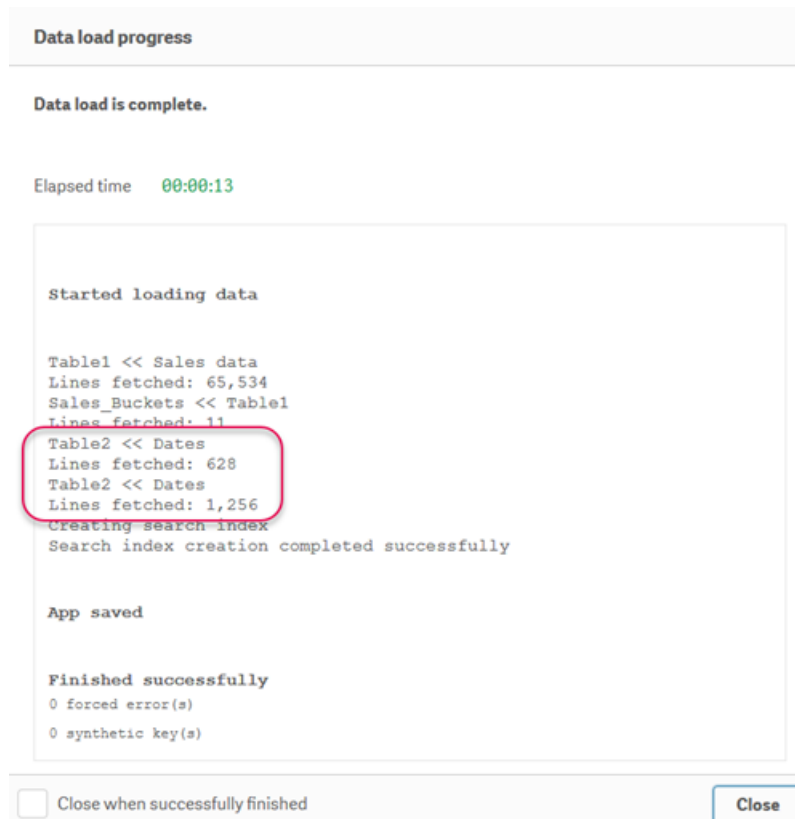 Data load progress
Data load is complete.
Elapsed time 00:00:13
Started loading data
Table1 << Sales data
Lines fetched: 65,534
Sales_Buckets << Table1
Lines fetched: 11
Table2 << Dates
Lines fetched: 628
Table2 << Dates
Lines fetched: 1,256
Creating search index
Search index creation completed successfully
App saved
Finished successfully
0 forced error(s)
0 synthetic key(s)
Close when successfully finished
Close